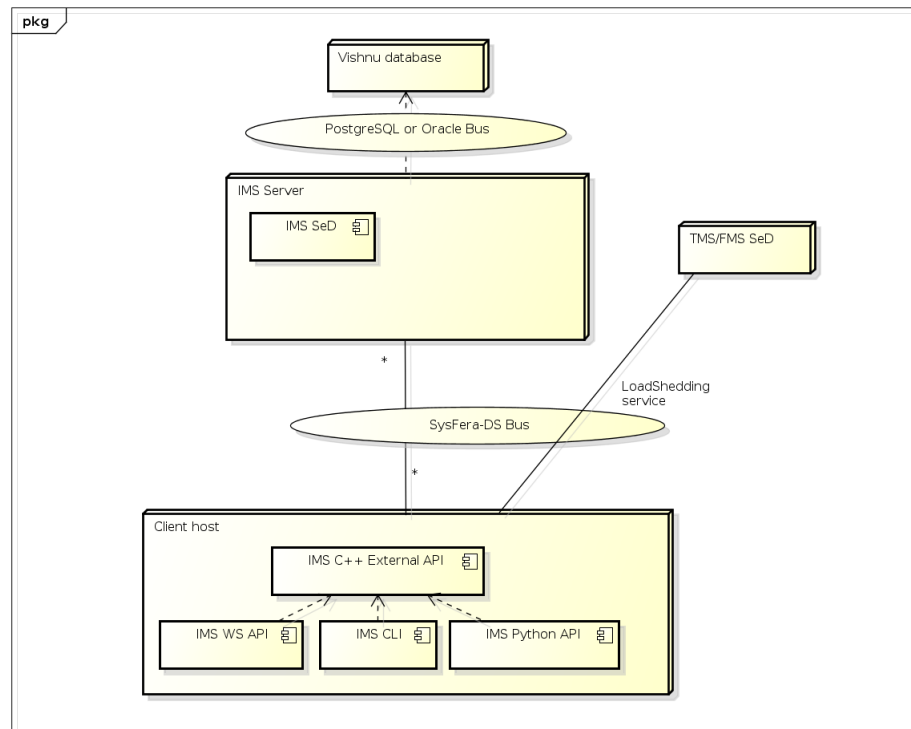 pkg
Vishnu database
PostgreSQL or Oracle Bus
IMS Server
IMS SeD
TMS/FMS SeD
*
LoadShedding
service
SysFera-DS Bus
*
Client host
IMS C++ External API
IMS WS API
IMS CLI
IMS Python API